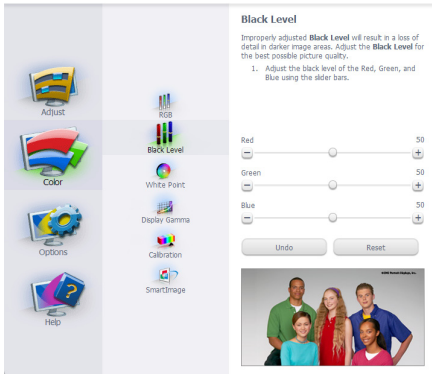 Adjust
Color
Options
Help
RGB
Black Level
White Point
Display Gamma
Calibration
SmartImage
Black Level
Improperly adjusted Black Level will result in a loss of
detail in darker image areas. Adjust the Black Level for
the best possible picture quality.
1. Adjust the black level of the Red, Green, and
Blue using the slider bars.
Red 50
Green 50
Blue 50
Undo Reset